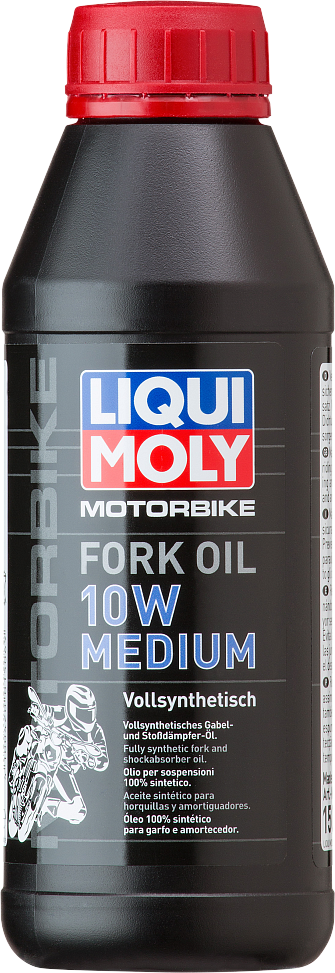 LIQUI
MOLY
MOTORBIKE
FORK OIL
10W
MEDIUM
Vollsynthetisch
Vollsynthetisches Gabel-
und Stoßdämpfer-Öl.
Fully synthetic fork and
shockabsorber oil.
Olio per sospensioni
100% sintetico.
Aceite sintético para
horquillas y amortiguadores.
Óleo 100% sintético
para garfo e amortecedor.
MOTORBIKE